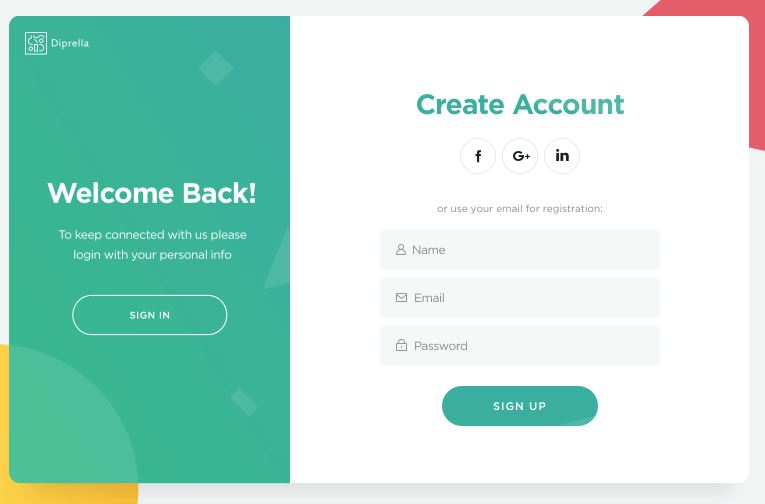 Diprella
Welcome Back!
To keep connected with us please
login with your personal info
SIGN IN
Create Account
f
G+
in
or use your email for registration:
Name
Email
Password
SIGN UP